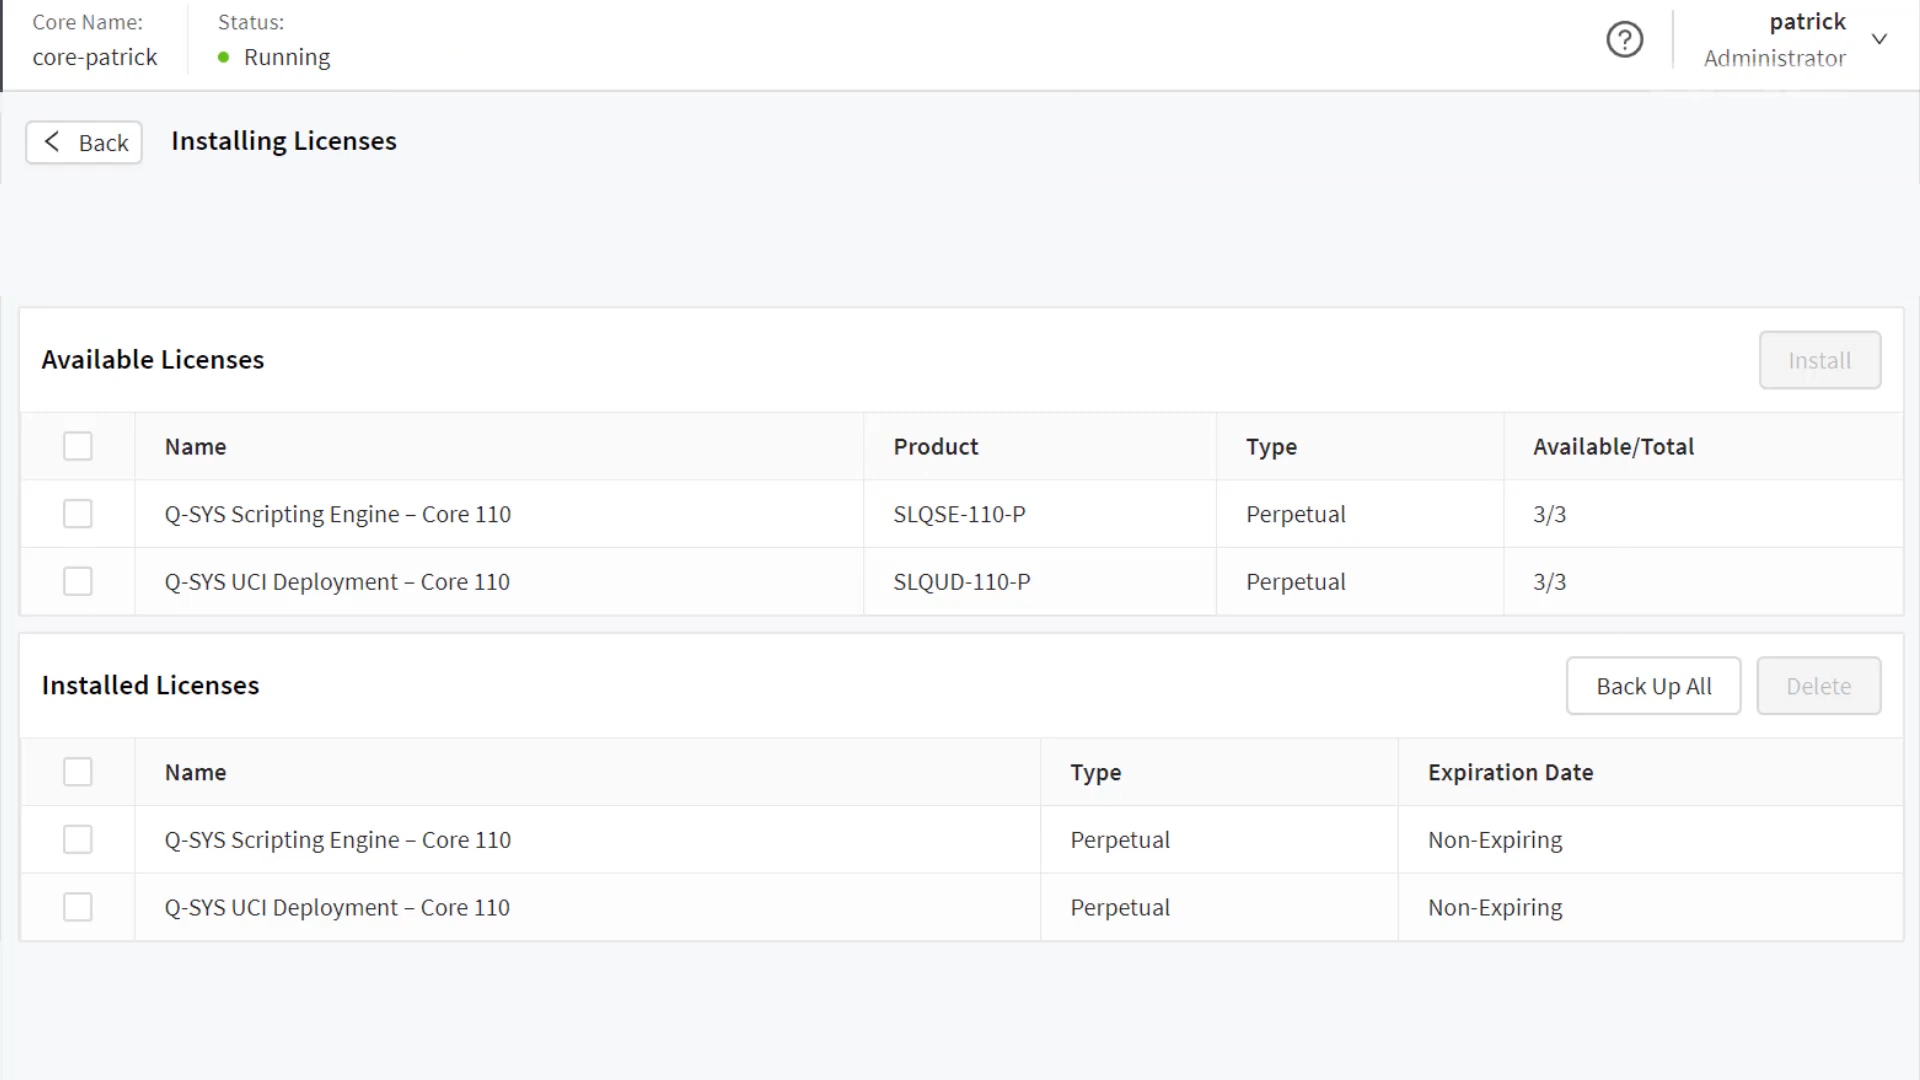 Core Name:
core-patrick
Status:
Running
patrick
Administrator
Back
Installing Licenses
Available Licenses
Install
Name Product Type Available/Total
Q-SYS Scripting Engine – Core 110 SLQSE-110-P Perpetual 3/3
Q-SYS UCI Deployment – Core 110 SLQUD-110-P Perpetual 3/3
Installed Licenses
Back Up All
Delete
Name Type Expiration Date
Q-SYS Scripting Engine – Core 110 Perpetual Non-Expiring
Q-SYS UCI Deployment – Core 110 Perpetual Non-Expiring